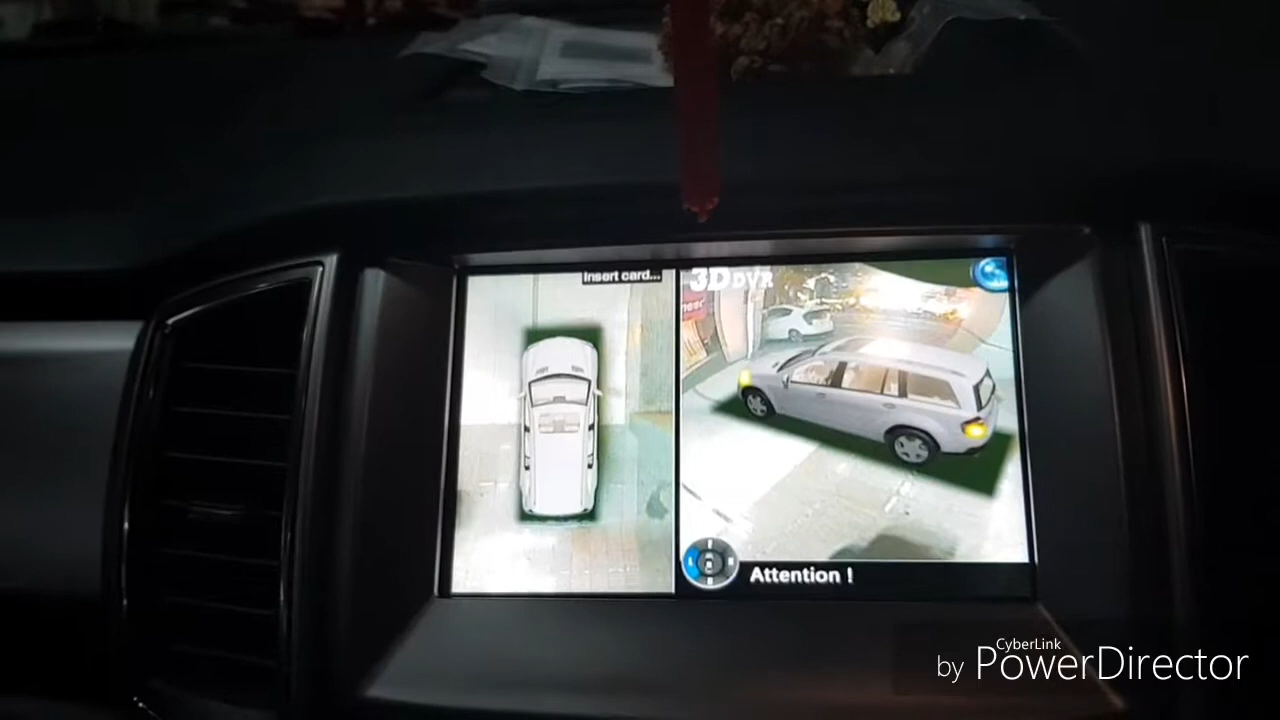 Insert card...
3D DVR
Attention !
CyberLink
by PowerDirector